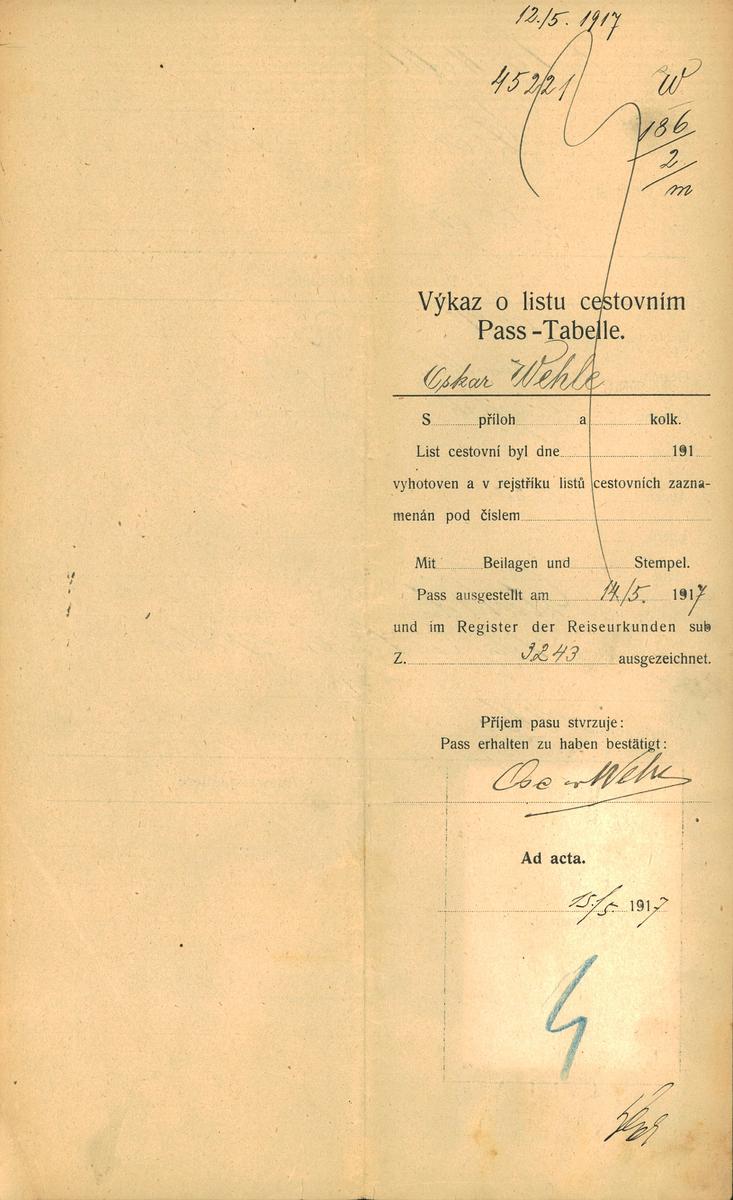 12./5. 1917
45221
W
186
2
m
Výkaz o listu cestovním
Pass-Tabelle.
Oskar Wehle
S příloh a kolk.
List cestovní byl dne 191
vyhotoven a v rejstříku listů cestovních zazna-
menán pod číslem
Mit Beilagen und Stempel.
Pass ausgestellt am 14./5. 1917
und im Register der Reiseurkunden sub
Z. 3243 ausgezeichnet.
Příjem pasu stvrzuje:
Pass erhalten zu haben bestätigt:
Oscar Wehle
Ad acta.
15./5. 1917